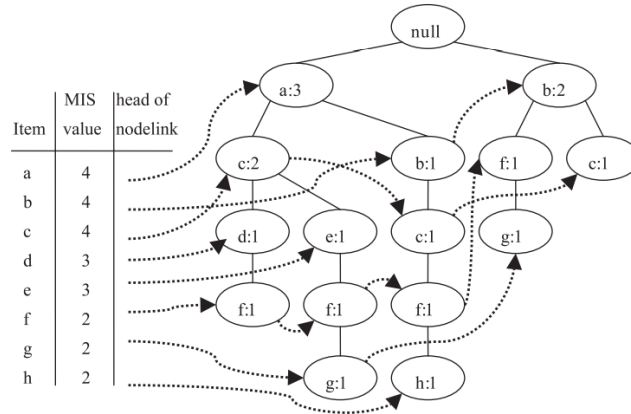 null
a:3
b:2
MIS head of
Item value nodelink
c:2
b:1
f:1
c:1
a 4
b 4
c 4
d:1
e:1
c:1
g:1
d 3
e 3
f 2
f:1
f:1
f:1
g 2
h 2
g:1
h:1